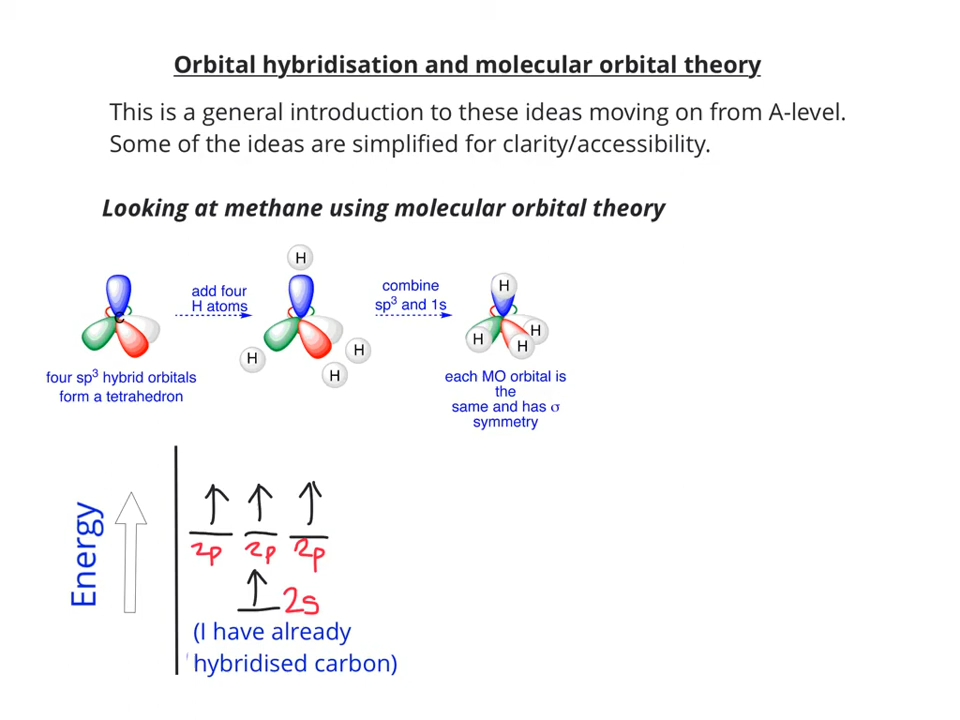 Orbital hybridisation and molecular orbital theory
This is a general introduction to these ideas moving on from A-level.
Some of the ideas are simplified for clarity/accessibility.
Looking at methane using molecular orbital theory
C
four sp³ hybrid orbitals
form a tetrahedron
add four
H atoms
H
H
H
H
combine
sp³ and 1s
H
H
H
H
each MO orbital is
the
same and has σ
symmetry
Energy
2p 2p 2p
2s
(I have already
hybridised carbon)